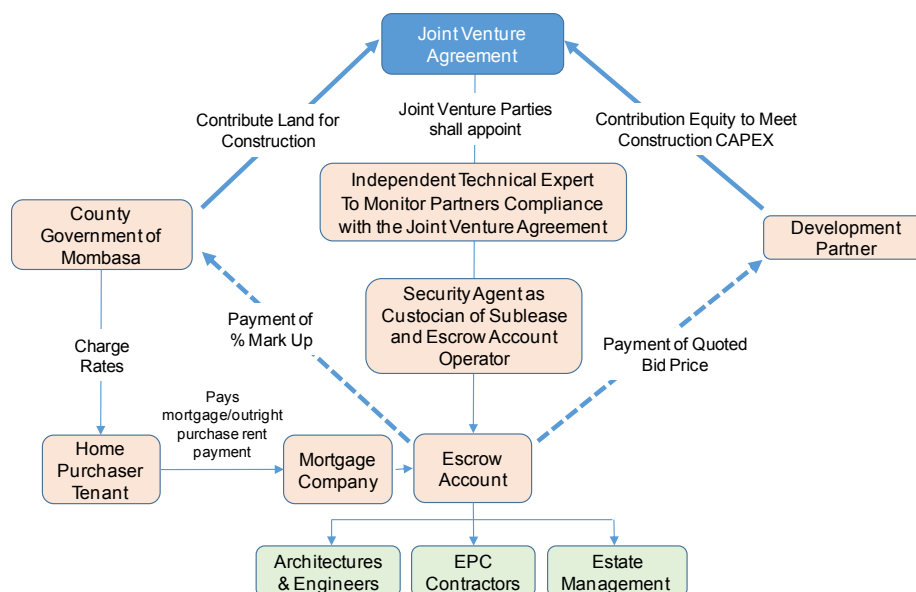 Joint Venture
Agreement
Contribute Land for
Construction
Joint Venture Parties
shall appoint
Contribution Equity to Meet
Construction CAPEX
Independent Technical Expert
To Monitor Partners Compliance
with the Joint Venture Agreement
County
Government of
Mombasa
Development
Partner
Security Agent as
Custocian of Sublease
and Escrow Account
Operator
Payment of
% Mark Up
Payment of Quoted
Bid Price
Charge
Rates
Pays
mortgage/outright
purchase rent
payment
Home
Purchaser
Tenant
Mortgage
Company
Escrow
Account
Architectures
& Engineers
EPC
Contractors
Estate
Management